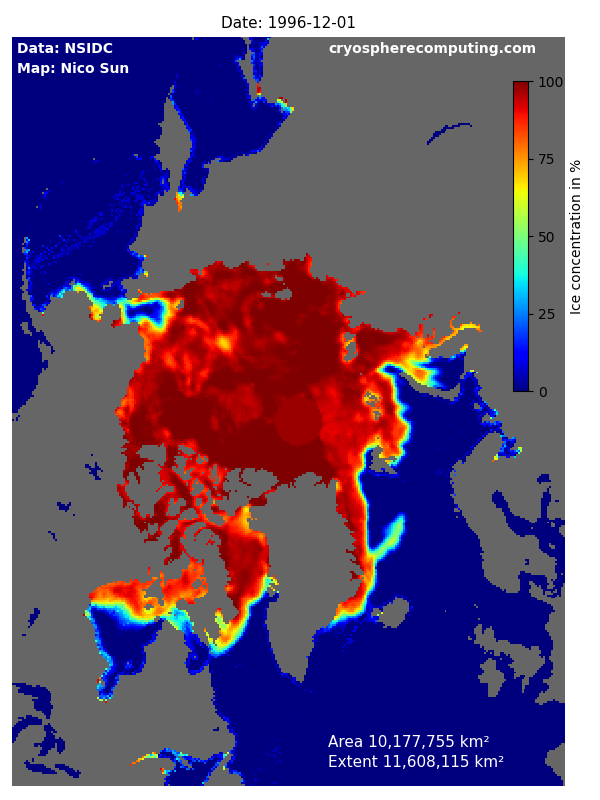 Date: 1996-12-01
Data: NSIDC
Map: Nico Sun
cryospherecomputing.com
100
75
50
25
0
Ice concentration in %
Area 10,177,755 km²
Extent 11,608,115 km²